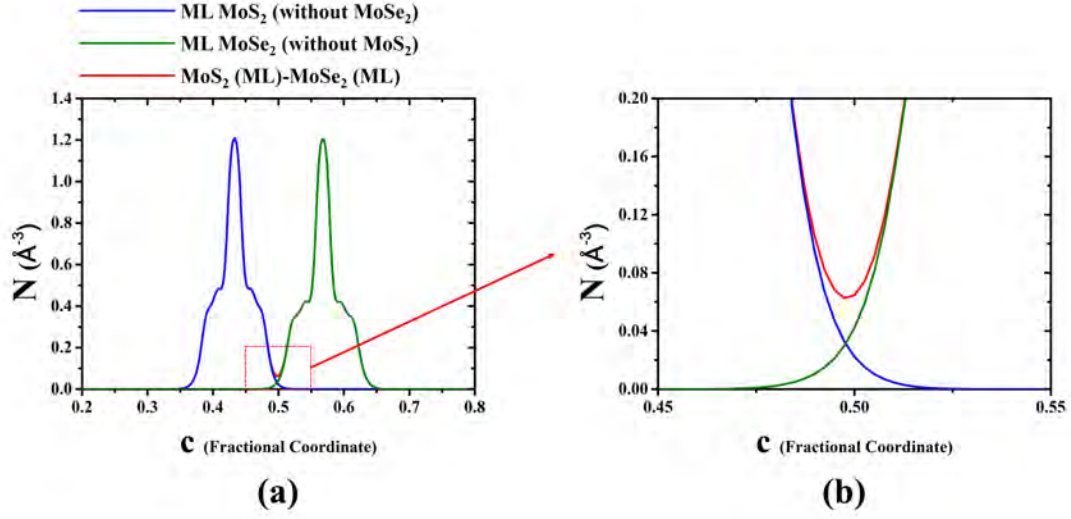 ML MoS₂ (without MoSe₂)
ML MoSe₂ (without MoS₂)
MoS₂ (ML)-MoSe₂ (ML)
1.4
1.2
1.0
0.8
0.6
0.4
0.2
0.0
N (Å⁻³)
0.2 0.3 0.4 0.5 0.6 0.7 0.8
c (Fractional Coordinate)
(a)
0.20
0.16
0.12
0.08
0.04
0.00
N (Å⁻³)
0.45 0.50 0.55
c (Fractional Coordinate)
(b)